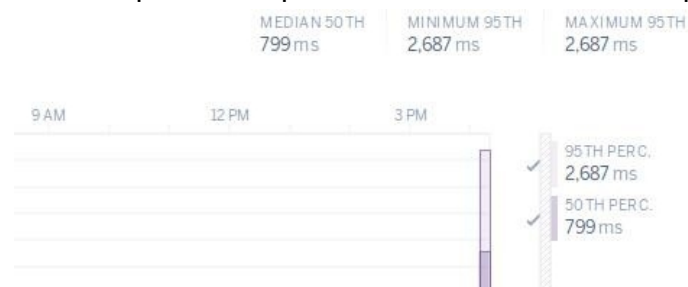 MEDIAN 50TH MINIMUM 95TH MAXIMUM 95TH
799 ms 2,687 ms 2,687 ms
9 AM 12 PM 3 PM
95TH PERC.
2,687 ms
50TH PERC.
799 ms